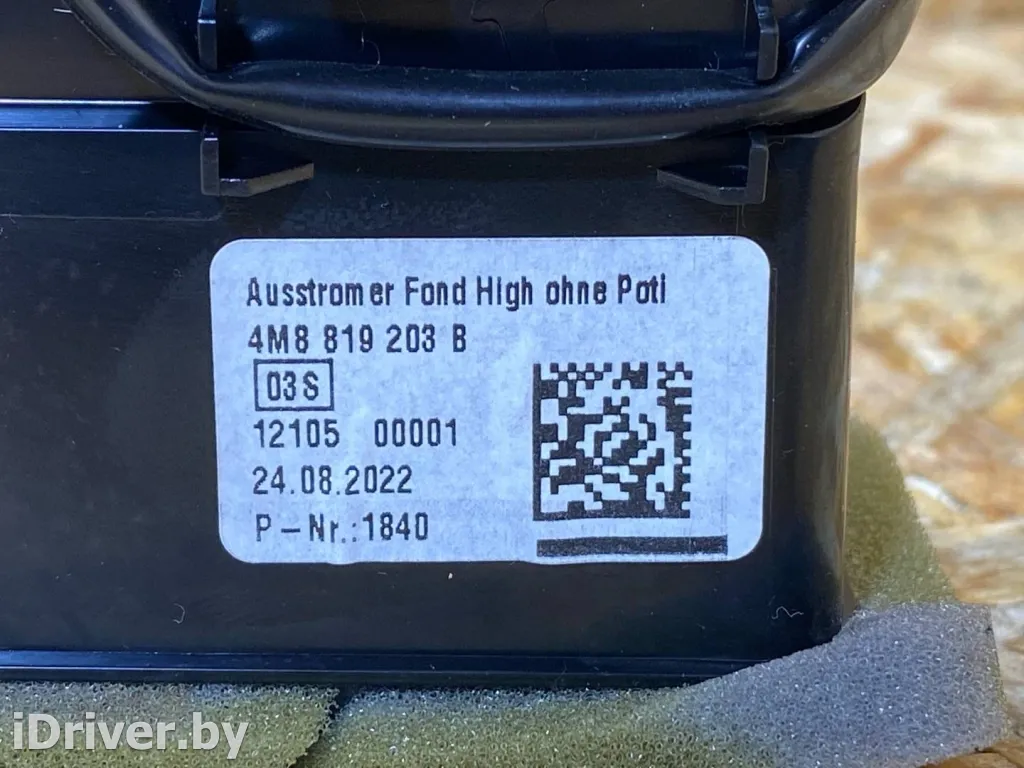 Ausstromer Fond High ohne Poti
4M8 819 203 B
03S
12105 00001
24.08.2022
P-Nr.:1840
iDriver.by